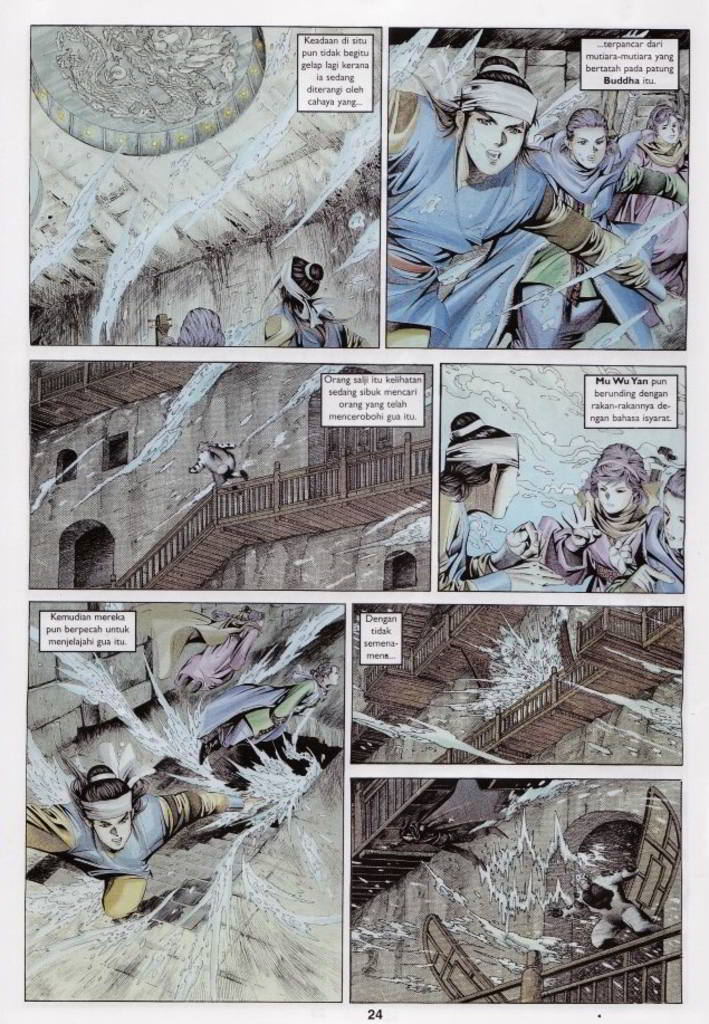 Keadaan di situ
pun tidak begitu
gelap lagi kerana
ia sedang
diterangi oleh
cahaya yang...
...terpancar dari
mutiara-mutiara yang
bertatah pada patung
Buddha itu.
Orang salji itu kelihatan
sedang sibuk mencari
orang yang telah
mencerobohi gua itu.
Mu Wu Yan pun
berunding dengan
rakan-rakannya de-
ngan bahasa isyarat.
Kemudian mereka
pun berpecah untuk
menjelajahi gua itu.
Dengan
tidak
semena-
mena...
24